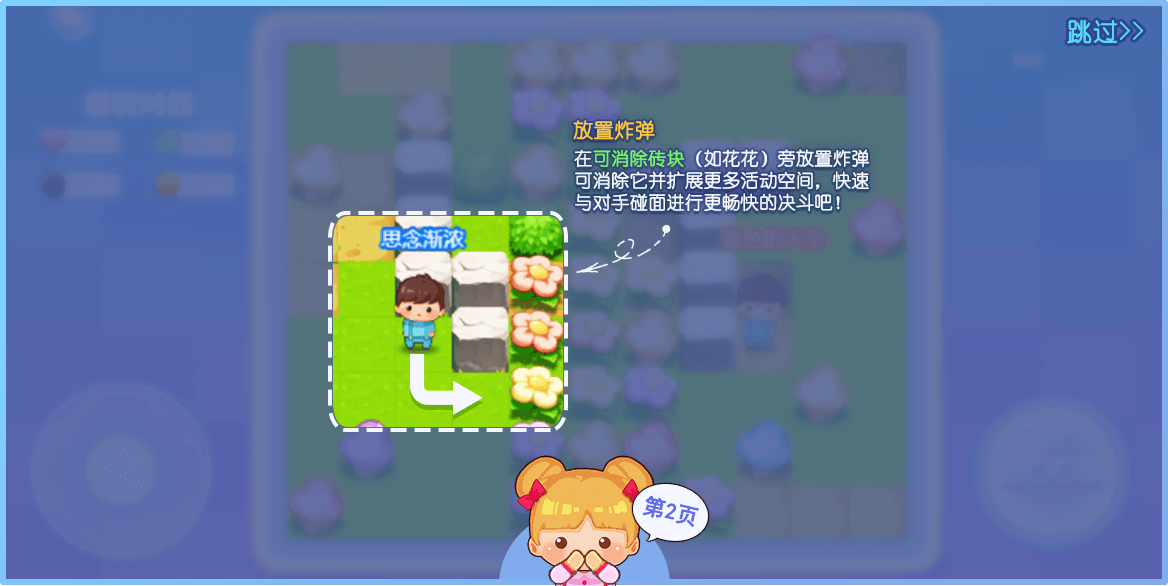 跳过>>
放置炸弹
在可消除砖块（如花花）旁放置炸弹
可消除它并扩展更多活动空间，快速
与对手碰面进行更畅快的决斗吧！
思念渐浓
第2页